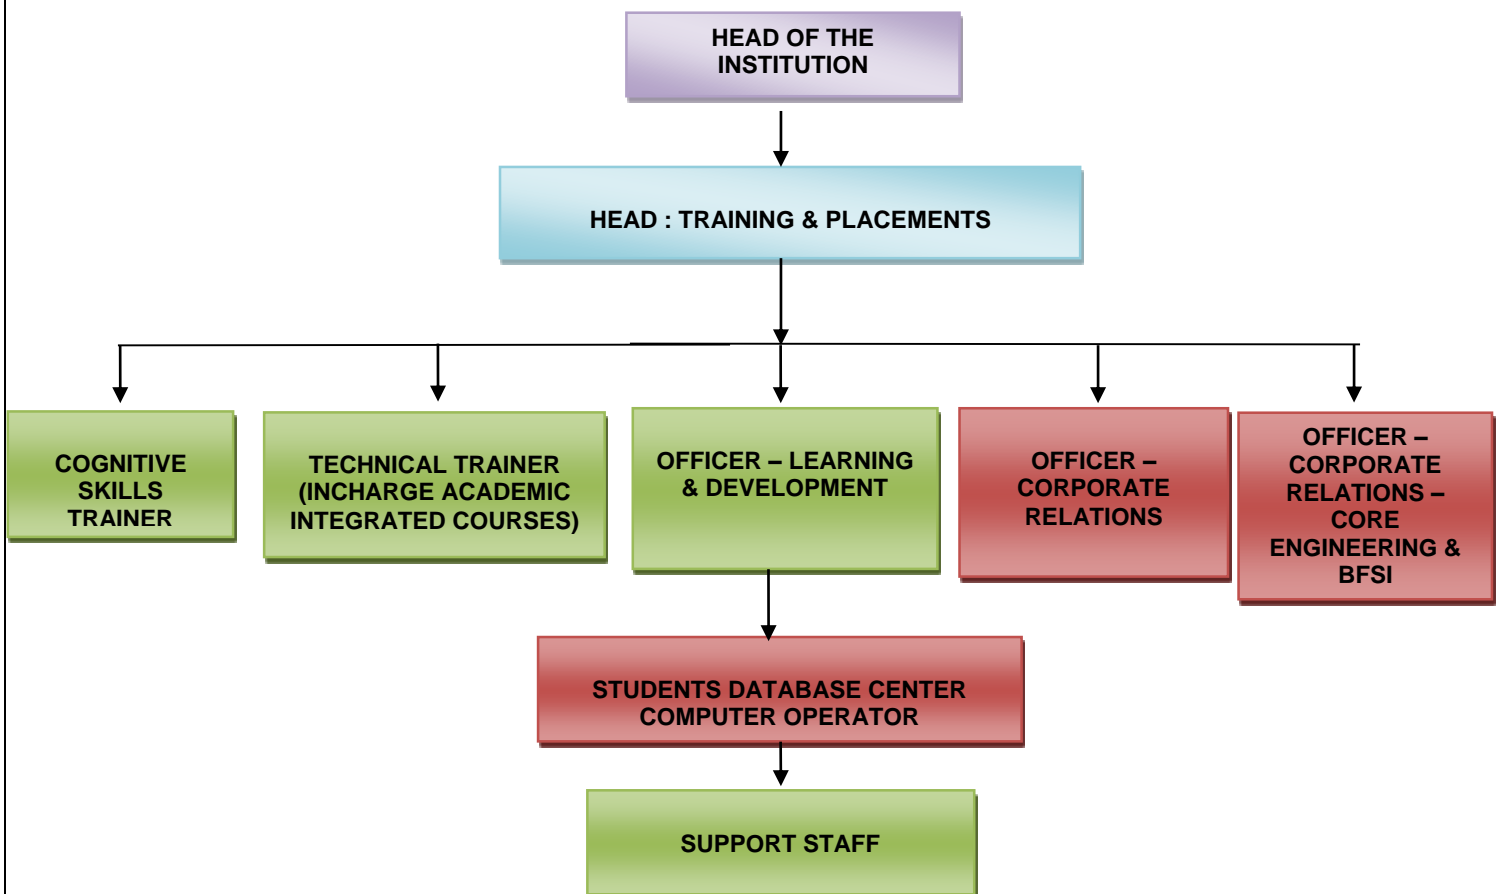 HEAD OF THE
INSTITUTION
HEAD : TRAINING & PLACEMENTS
COGNITIVE
SKILLS
TRAINER
TECHNICAL TRAINER
(INCHARGE ACADEMIC
INTEGRATED COURSES)
OFFICER – LEARNING
& DEVELOPMENT
OFFICER –
CORPORATE
RELATIONS
OFFICER –
CORPORATE
RELATIONS –
CORE
ENGINEERING &
BFSI
STUDENTS DATABASE CENTER
COMPUTER OPERATOR
SUPPORT STAFF